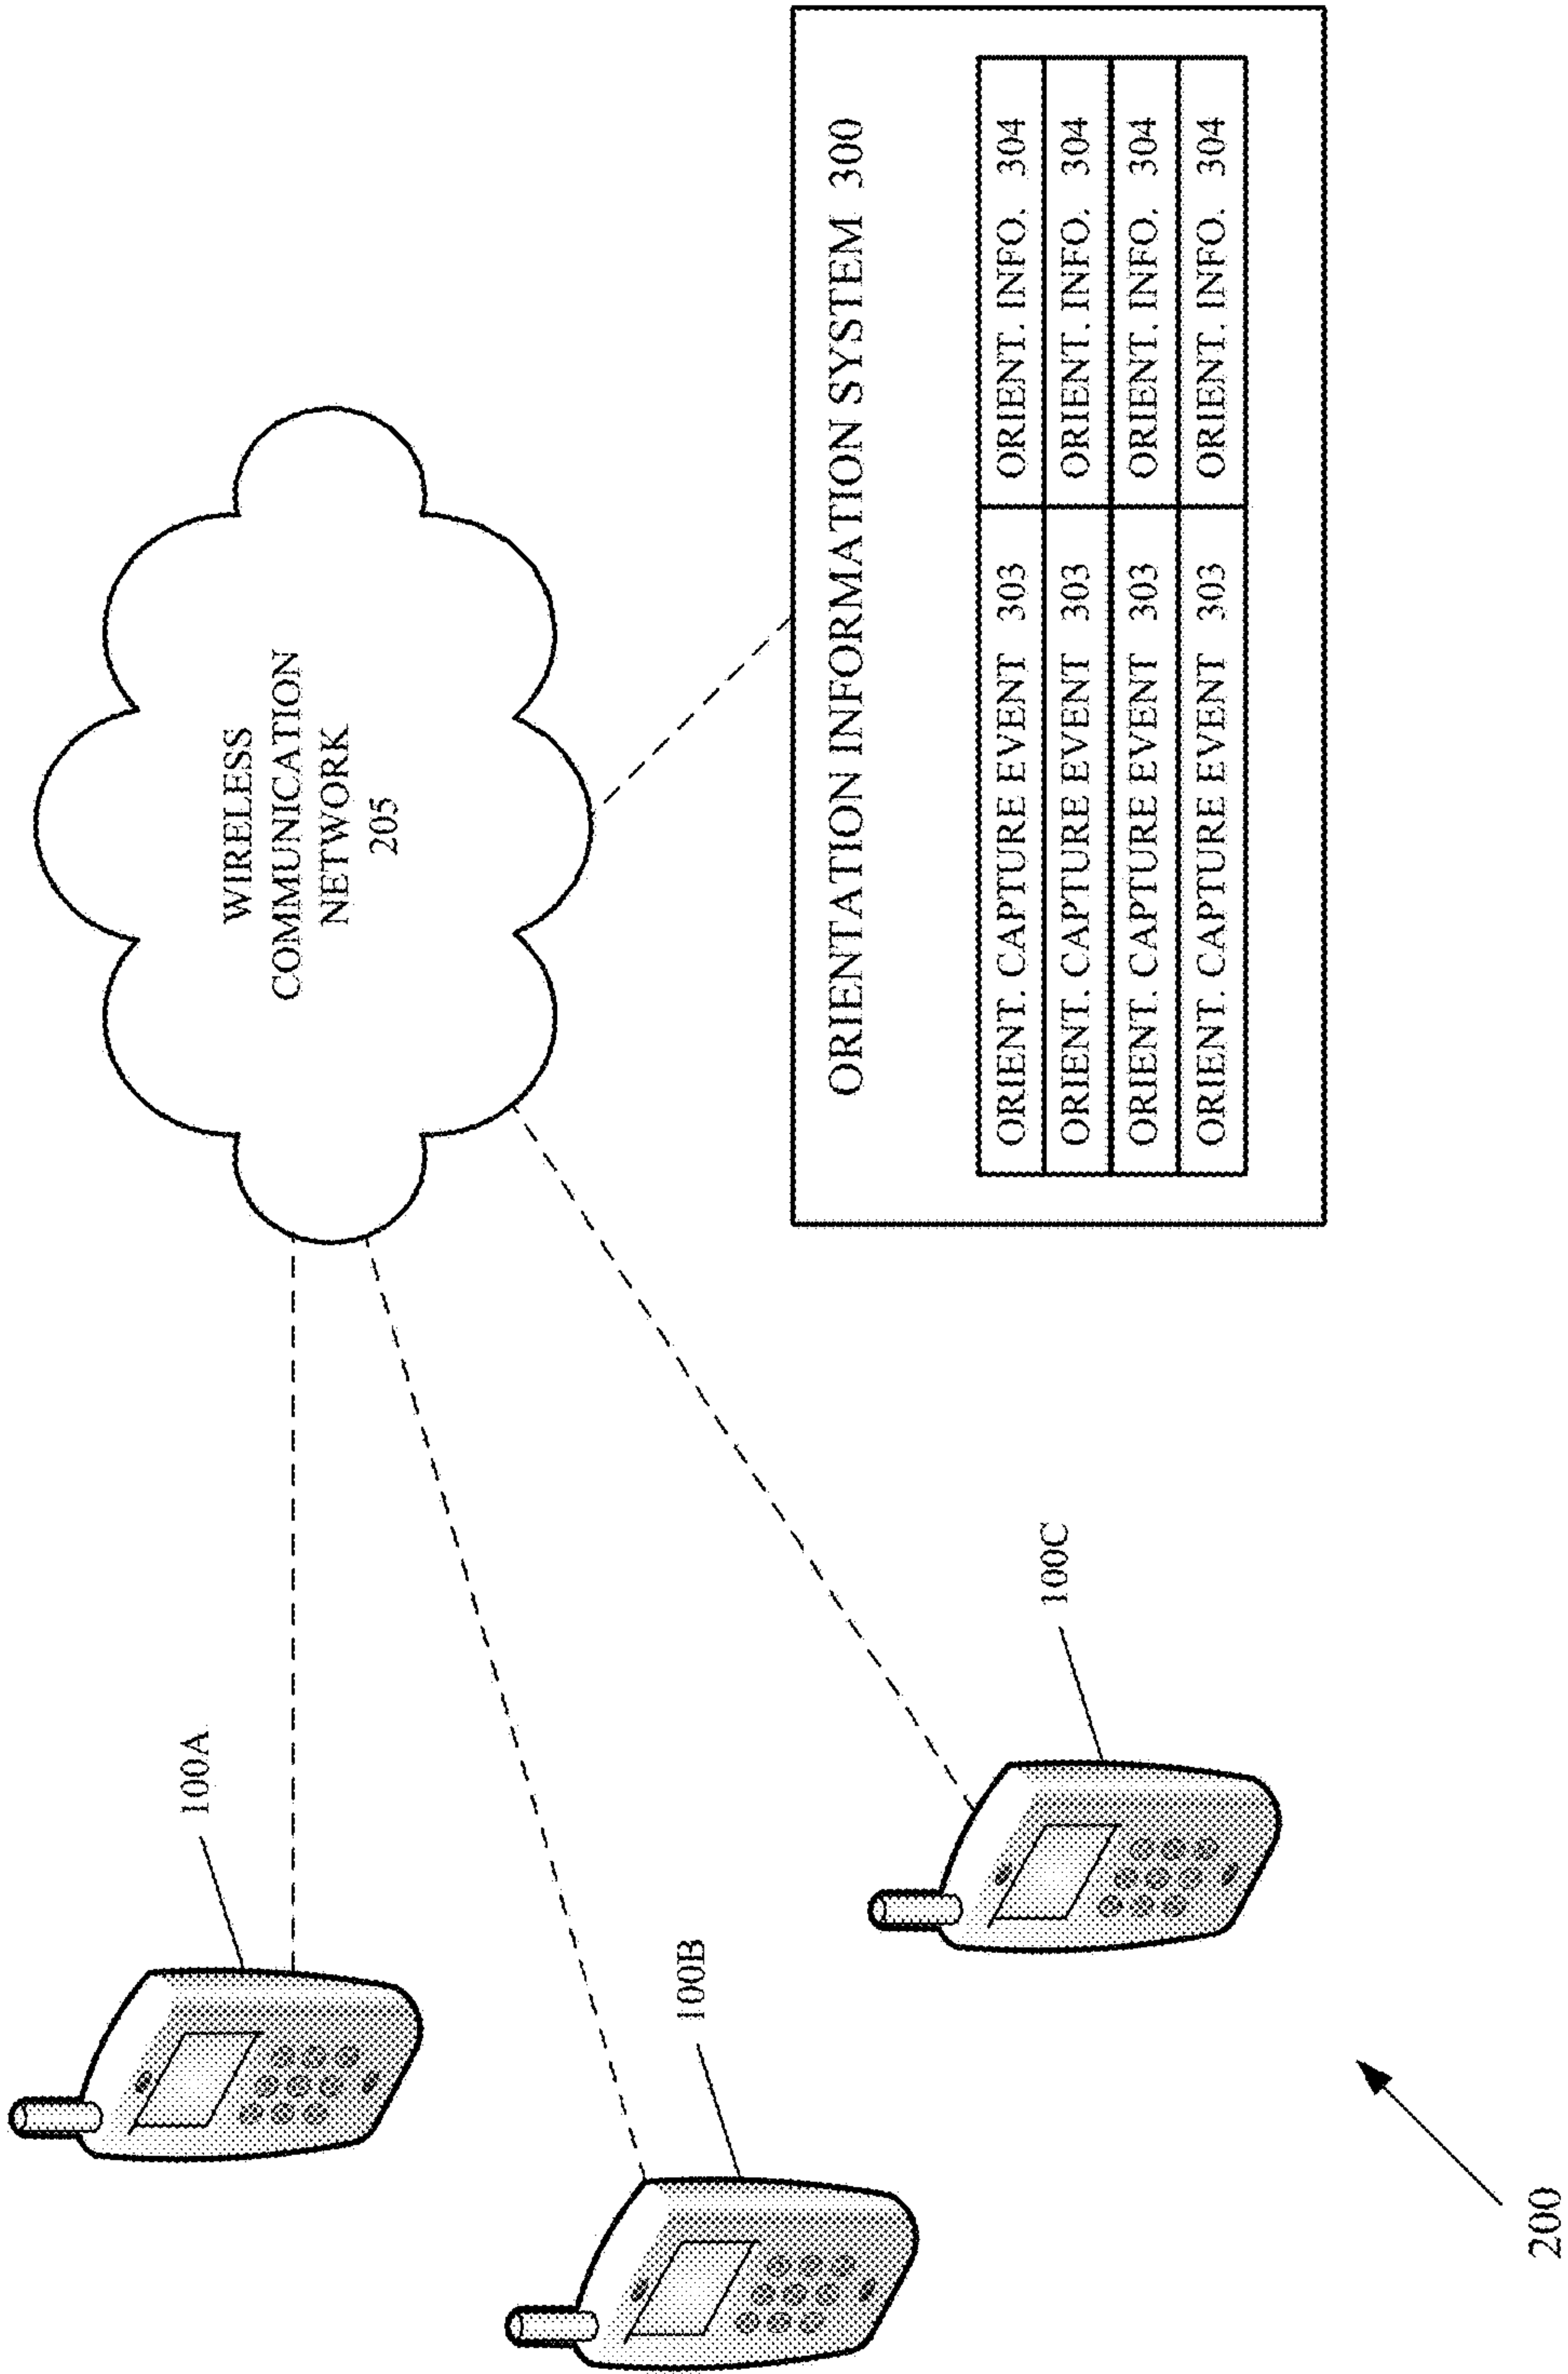 100A
100B
100C
200
WIRELESS
COMMUNICATION
NETWORK
205
ORIENTATION INFORMATION SYSTEM 300
ORIENT. CAPTURE EVENT 303 ORIENT. INFO. 304
ORIENT. CAPTURE EVENT 303 ORIENT. INFO. 304
ORIENT. CAPTURE EVENT 303 ORIENT. INFO. 304
ORIENT. CAPTURE EVENT 303 ORIENT. INFO. 304